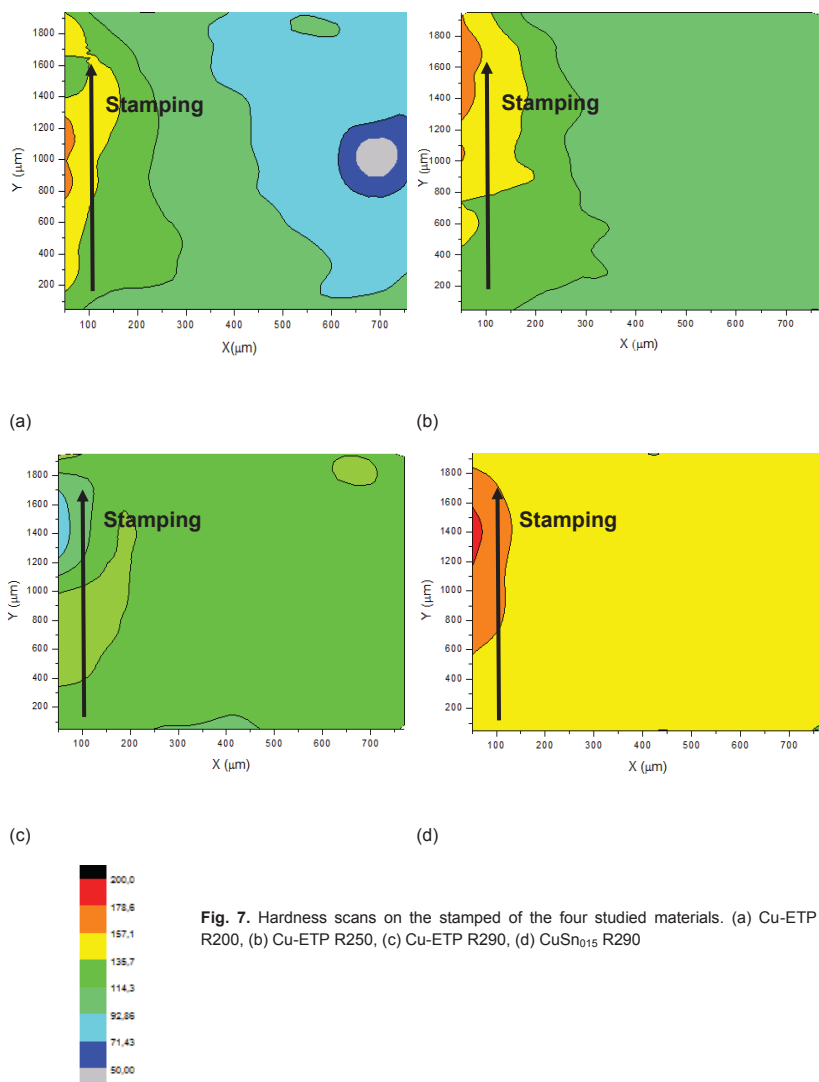 1800
1600
1400
1200
1000
800
600
400
200
Y (μm)
Stamping
100 200 300 400 500 600 700
X(μm)
1800
1600
1400
1200
1000
800
600
400
200
Y (μm)
Stamping
100 200 300 400 500 600 700
X (μm)
(a) (b)
1800
1600
1400
1200
1000
800
600
400
200
Y (μm)
Stamping
100 200 300 400 500 600 700
X (μm)
1800
1600
1400
1200
1000
800
600
400
200
Y (μm)
Stamping
100 200 300 400 500 600 700
X (μm)
(c) (d)
200,0
178,6
157,1
135,7
114,3
92,86
71,43
50,00
Fig. 7. Hardness scans on the stamped of the four studied materials. (a) Cu-ETP
R200, (b) Cu-ETP R250, (c) Cu-ETP R290, (d) CuSn015 R290